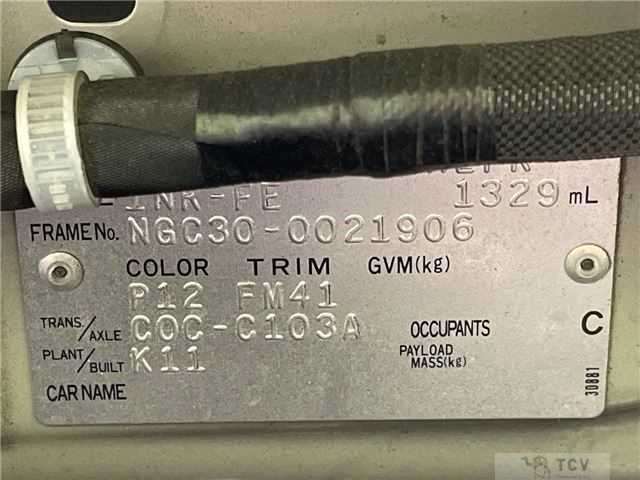 1NR-FE 1329 mL
FRAME No. NGC30-0021906
COLOR TRIM GVM(kg)
P12 FM41
TRANS./AXLE C0C-C103A OCCUPANTS C
PLANT/BUILT K11 PAYLOAD MASS(kg)
CAR NAME
30881
TCV